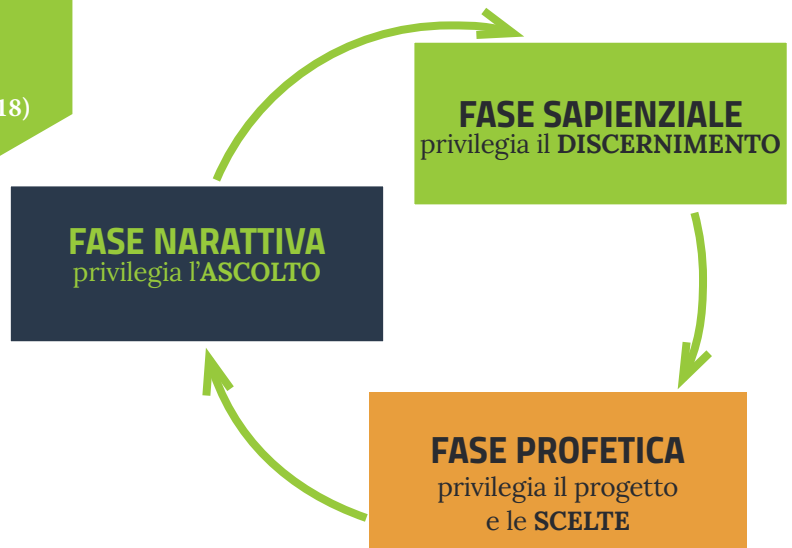 18)
FASE SAPIENZIALE
privilegia il DISCERNIMENTO
FASE NARATTIVA
privilegia l'ASCOLTO
FASE PROFETICA
privilegia il progetto
e le SCELTE